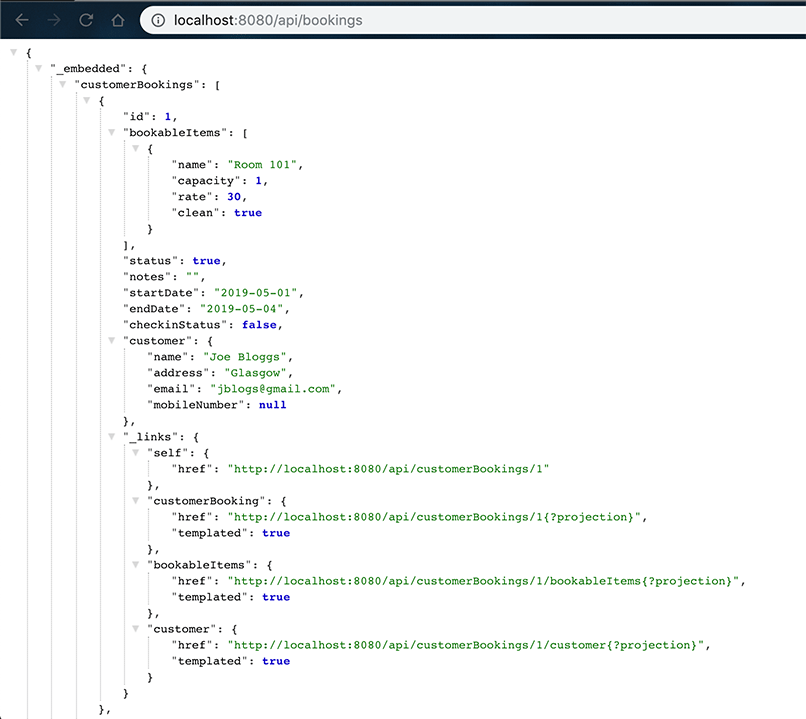 localhost:8080/api/bookings
{
"_embedded": {
"customerBookings": [
{
"id": 1,
"bookableItems": [
{
"name": "Room 101",
"capacity": 1,
"rate": 30,
"clean": true
}
],
"status": true,
"notes": "",
"startDate": "2019-05-01",
"endDate": "2019-05-04",
"checkinStatus": false,
"customer": {
"name": "Joe Bloggs",
"address": "Glasgow",
"email": "jblogs@gmail.com",
"mobileNumber": null
},
"_links": {
"self": {
"href": "http://localhost:8080/api/customerBookings/1"
},
"customerBooking": {
"href": "http://localhost:8080/api/customerBookings/1{?projection}",
"templated": true
},
"bookableItems": {
"href": "http://localhost:8080/api/customerBookings/1/bookableItems{?projection}",
"templated": true
},
"customer": {
"href": "http://localhost:8080/api/customerBookings/1/customer{?projection}",
"templated": true
}
}
},